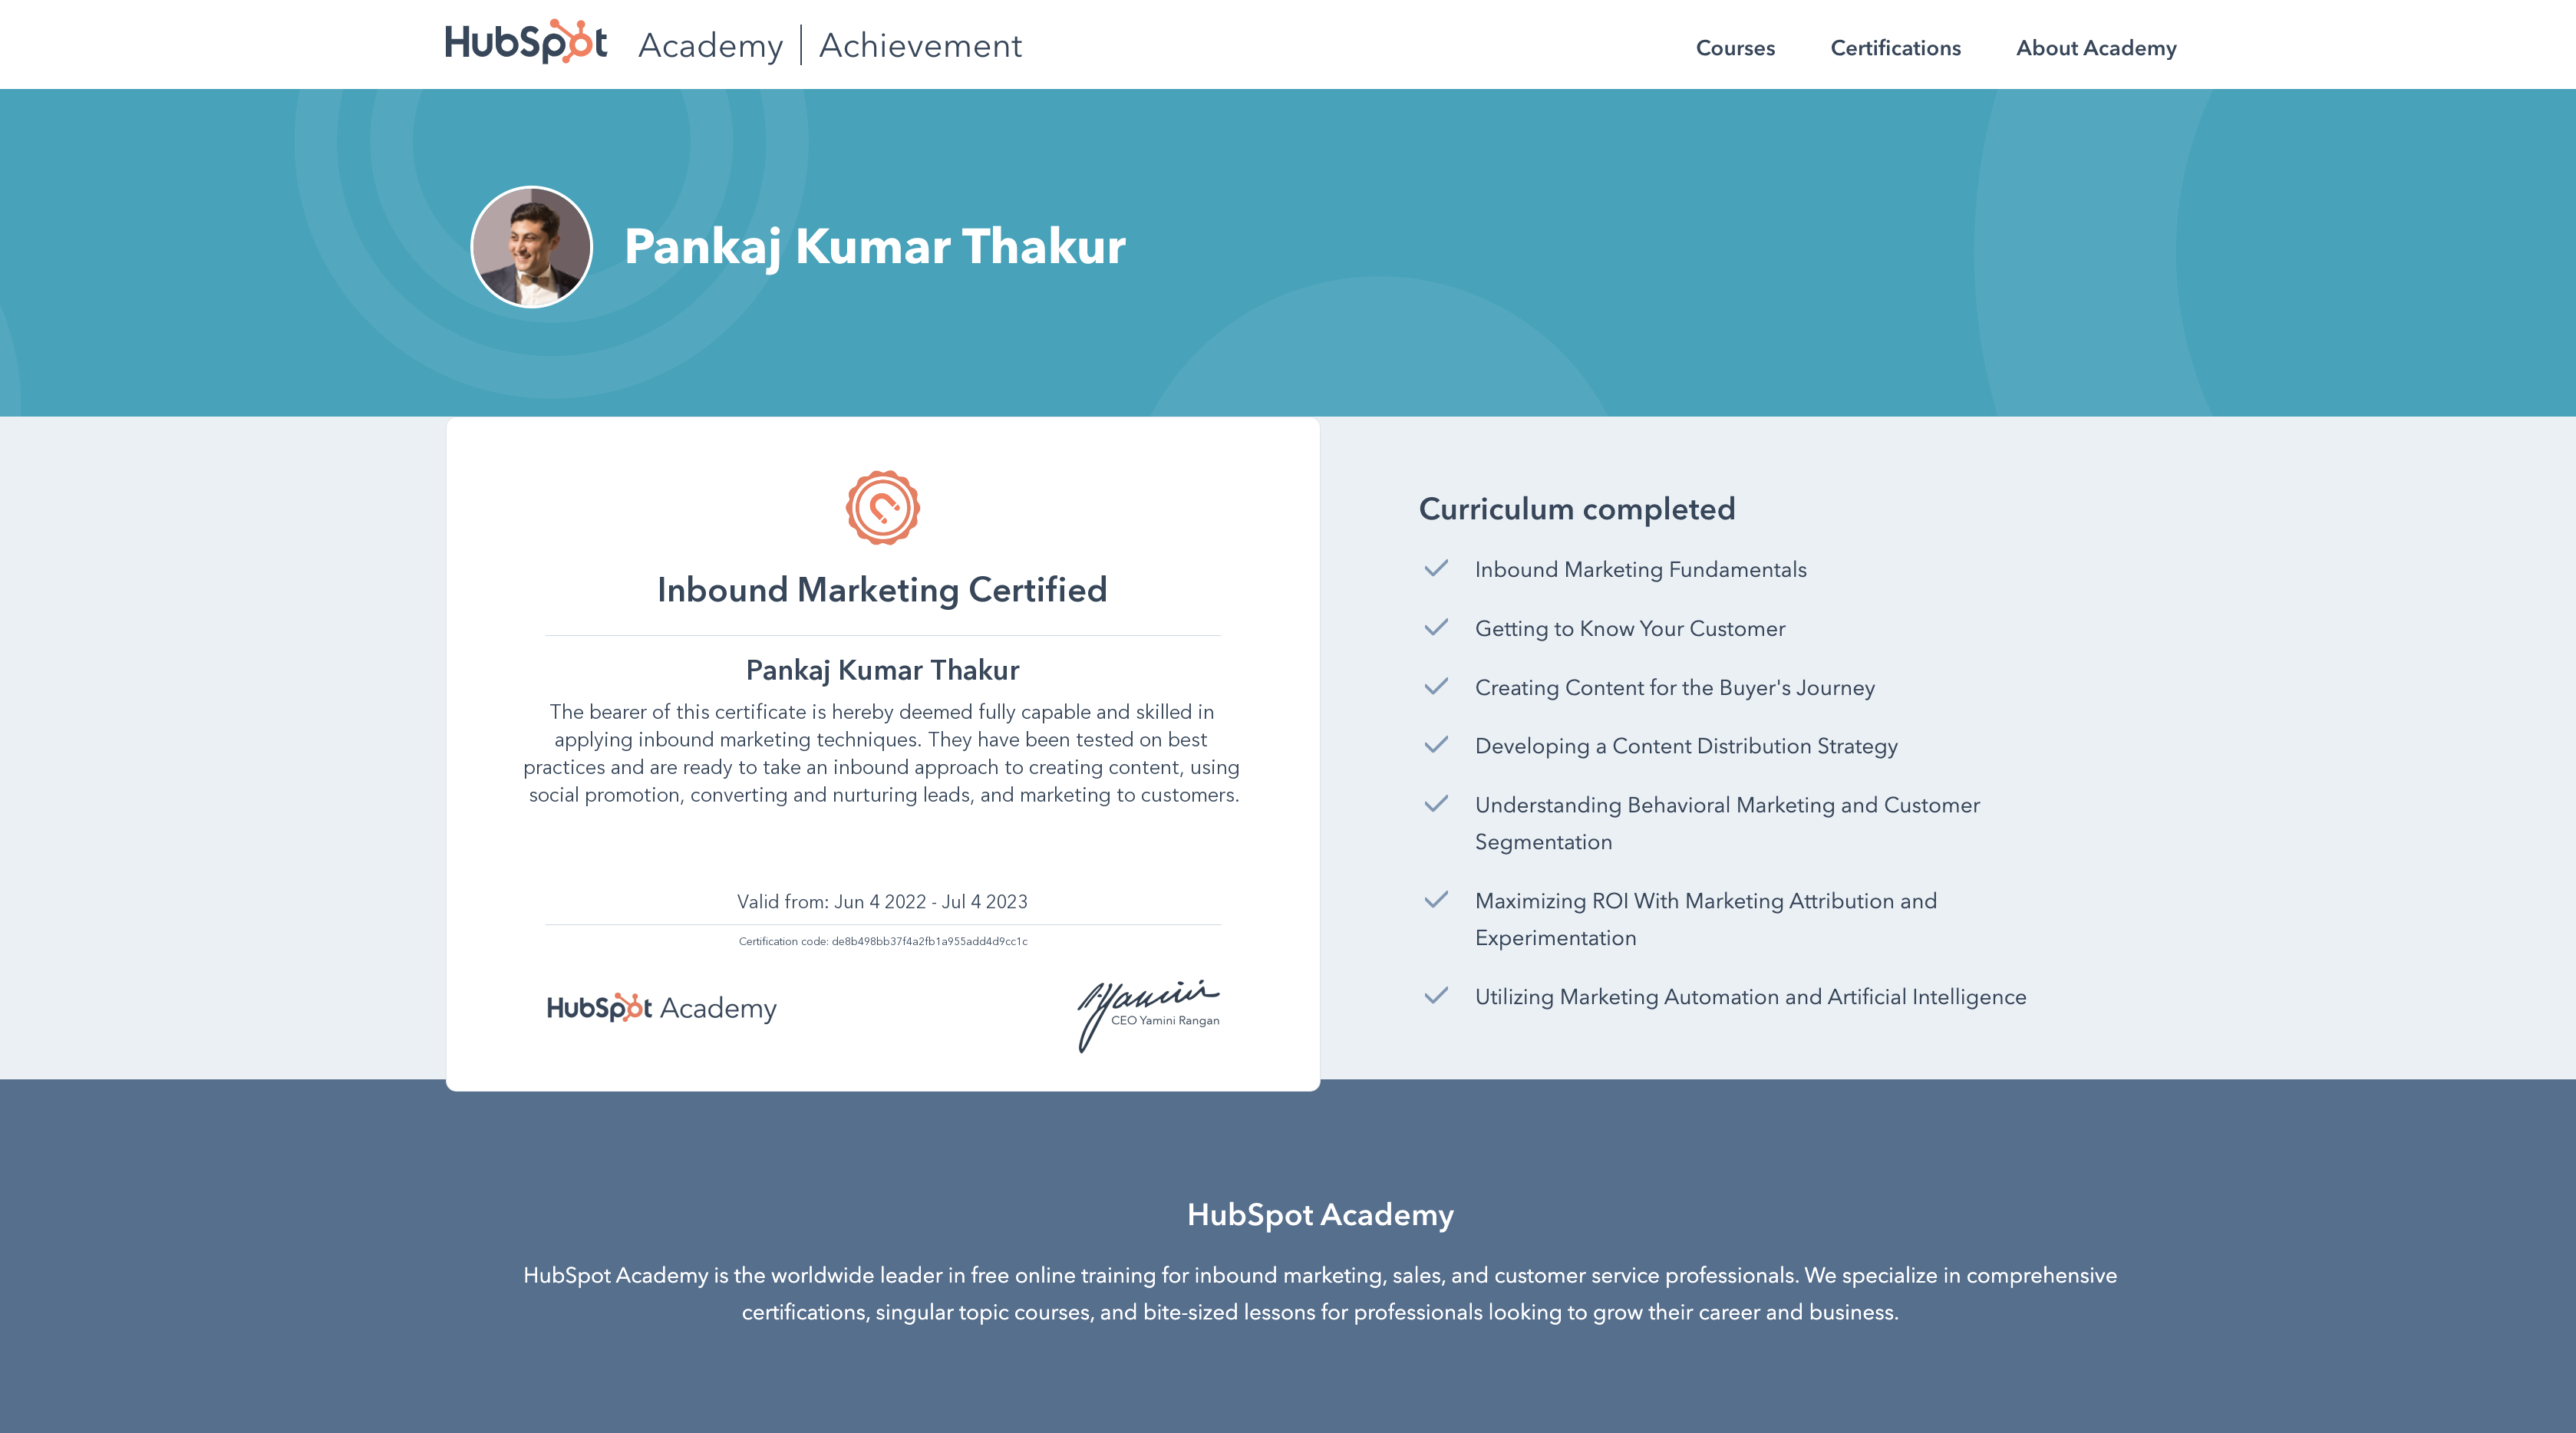 HubSpot Academy | Achievement
Courses
Certifications
About Academy
Pankaj Kumar Thakur
Inbound Marketing Certified
Pankaj Kumar Thakur
The bearer of this certificate is hereby deemed fully capable and skilled in
applying inbound marketing techniques. They have been tested on best
practices and are ready to take an inbound approach to creating content, using
social promotion, converting and nurturing leads, and marketing to customers.
Valid from: Jun 4 2022 - Jul 4 2023
Certification code: de8b498bb37f4a2fb1a955add4d9cc1c
HubSpot Academy
Yamini
CEO Yamini Rangan
Curriculum completed
Inbound Marketing Fundamentals
Getting to Know Your Customer
Creating Content for the Buyer's Journey
Developing a Content Distribution Strategy
Understanding Behavioral Marketing and Customer
Segmentation
Maximizing ROI With Marketing Attribution and
Experimentation
Utilizing Marketing Automation and Artificial Intelligence
HubSpot Academy
HubSpot Academy is the worldwide leader in free online training for inbound marketing, sales, and customer service professionals. We specialize in comprehensive
certifications, singular topic courses, and bite-sized lessons for professionals looking to grow their career and business.